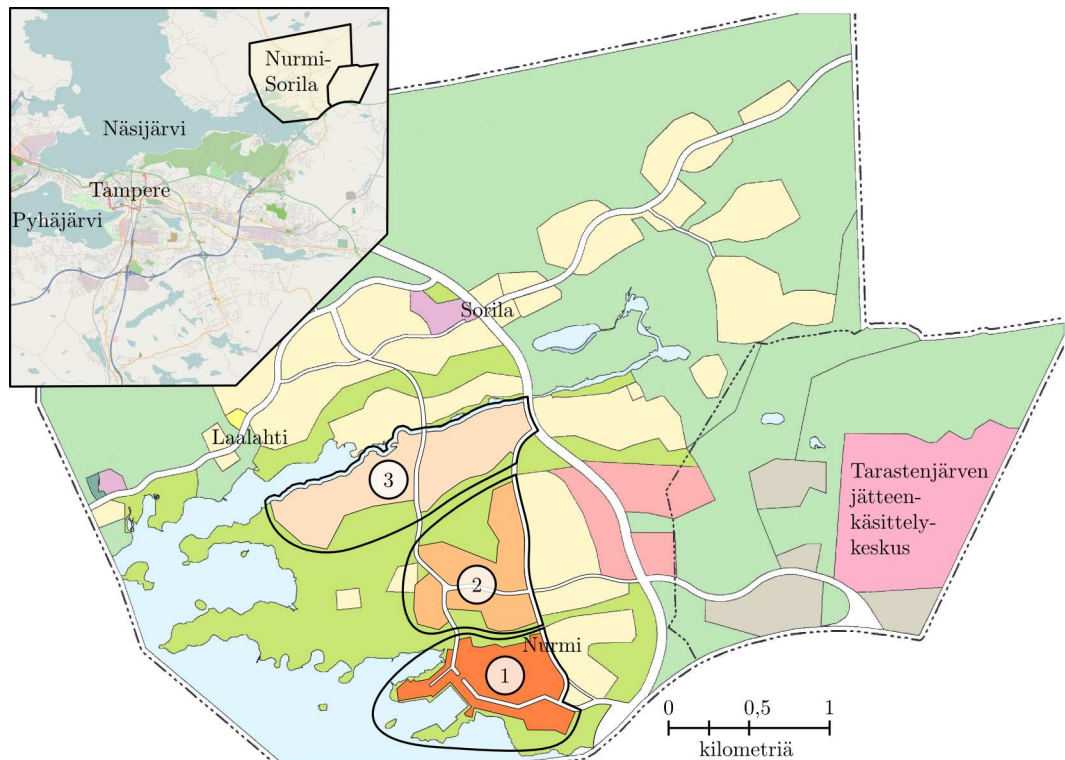 Nurmi-
Sorila
Näsijärvi
Tampere
Pyhäjärvi
Sorila
Laalahti
3
Tarastenjärven
jätteen-
käsittely-
keskus
2
Nurmi
1
0 0,5 1
kilometriä